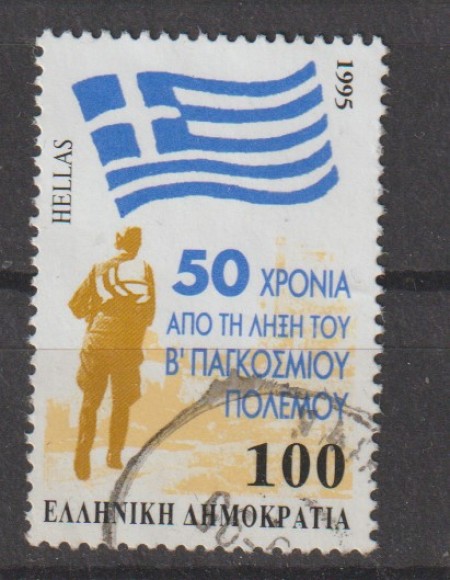 1995
HELLAS
50 ΧΡΟΝΙΑ
ΑΠΟ ΤΗ ΛΗΞΗ ΤΟΥ
Β' ΠΑΓΚΟΣΜΙΟΥ
ΠΟΛΕΜΟΥ
100
ΕΛΛΗΝΙΚΗ ΔΗΜΟΚΡΑΤΙΑ